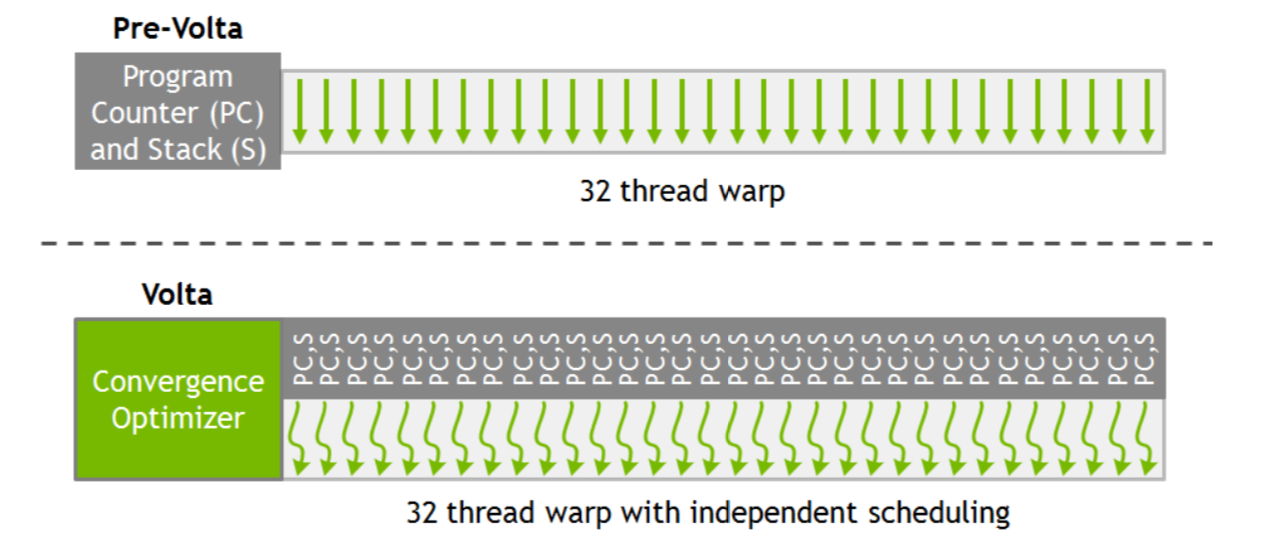 Pre-Volta
Program
Counter (PC)
and Stack (S)
32 thread warp
Volta
Convergence
Optimizer
PC,S PC,S PC,S PC,S PC,S PC,S PC,S PC,S PC,S PC,S PC,S PC,S PC,S PC,S PC,S PC,S PC,S PC,S PC,S PC,S PC,S PC,S PC,S PC,S PC,S PC,S PC,S PC,S PC,S PC,S PC,S PC,S
32 thread warp with independent scheduling